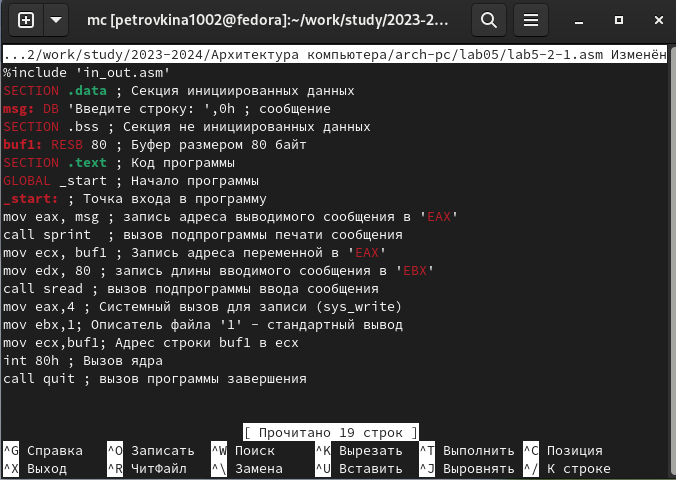 mc [petrovkina1002@fedora]:~/work/study/2023-2...
...2/work/study/2023-2024/Архитектура компьютера/arch-pc/lab05/lab5-2-1.asm Изменён
%include 'in_out.asm'
SECTION .data ; Секция инициированных данных
msg: DB 'Введите строку: ',0h ; сообщение
SECTION .bss ; Секция не инициированных данных
buf1: RESB 80 ; Буфер размером 80 байт
SECTION .text ; Код программы
GLOBAL _start ; Начало программы
_start: ; Точка входа в программу
mov eax, msg ; запись адреса выводимого сообщения в 'EAX'
call sprint  ; вызов подпрограммы печати сообщения
mov ecx, buf1 ; Запись адреса переменной в 'EAX'
mov edx, 80 ; запись длины вводимого сообщения в 'EBX'
call sread ; вызов подпрограммы ввода сообщения
mov eax,4 ; Системный вызов для записи (sys_write)
mov ebx,1; Описатель файла '1' - стандартный вывод
mov ecx,buf1; Адрес строки buf1 в ecx
int 80h ; Вызов ядра
call quit ; вызов программы завершения
[ Прочитано 19 строк ]
^G Справка ^O Записать ^W Поиск ^K Вырезать ^T Выполнить ^C Позиция
^X Выход ^R ЧитФайл ^\ Замена ^U Вставить ^J Выровнять ^/ К строке